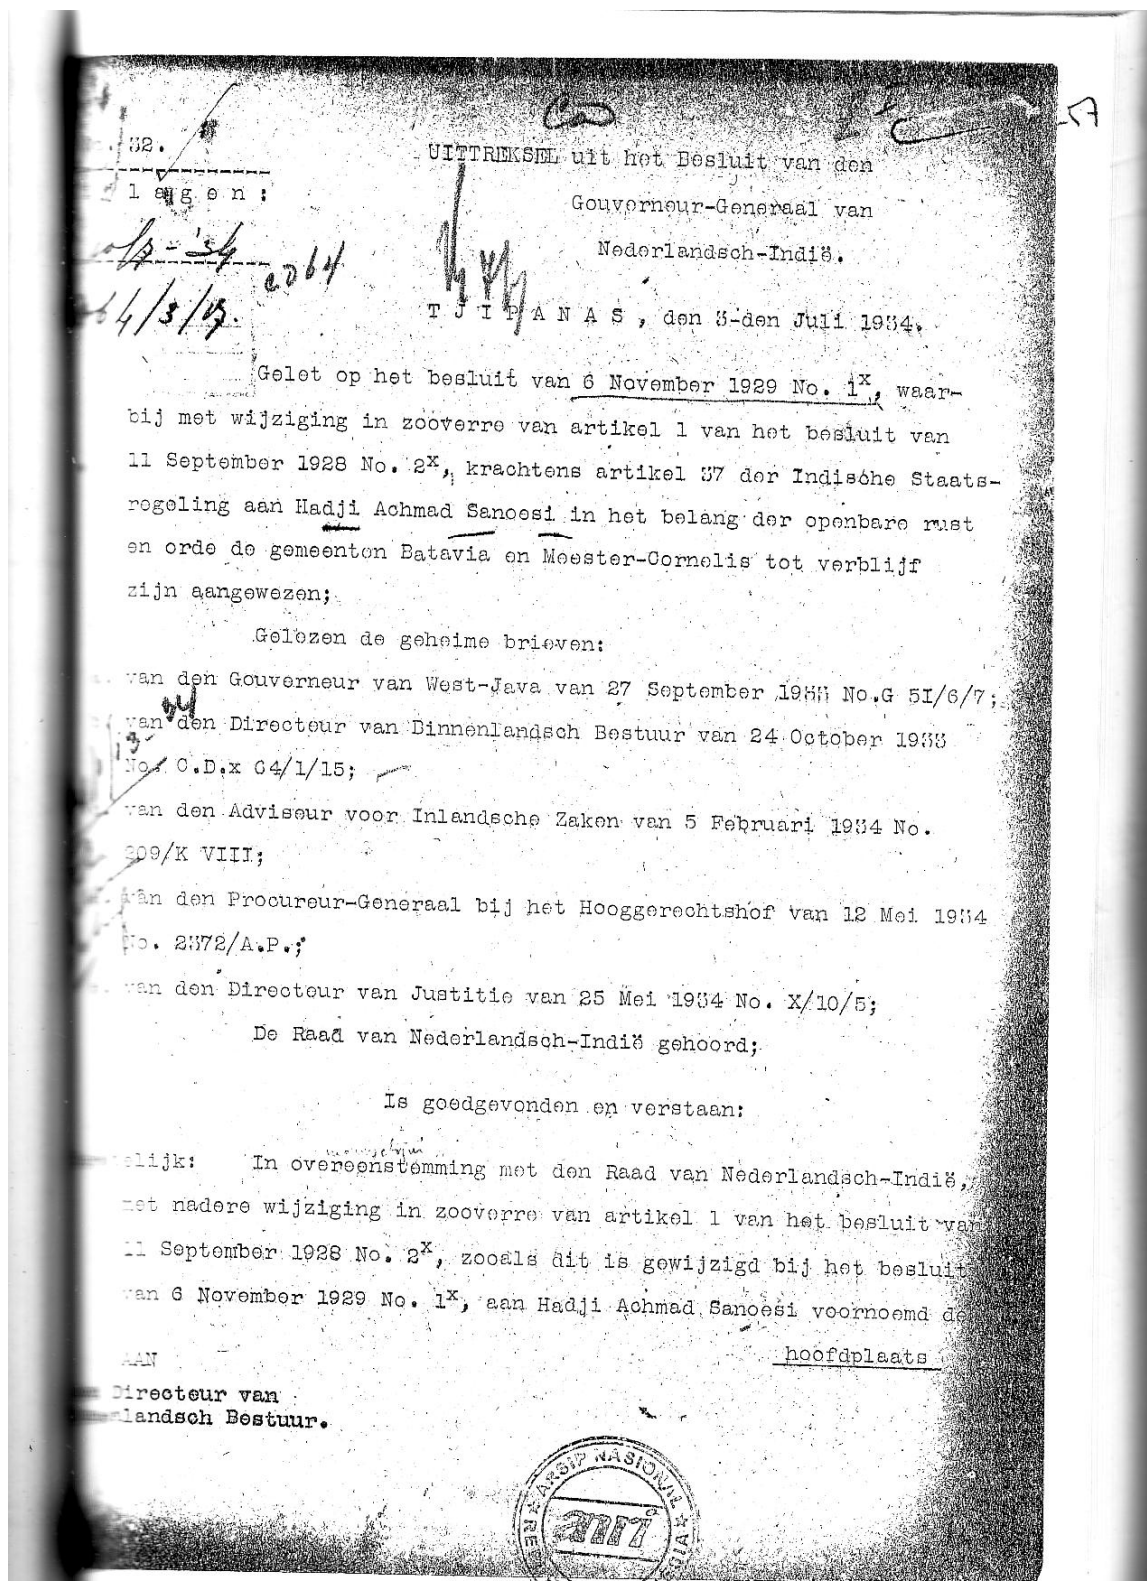 32.
lagen:
UITTREKSEL uit het Besluit van den
Gouverneur-Generaal van
Nederlandsch-Indië.
TJIPANAS, den 3-den Juli 1934.
Gelet op het besluit van 6 November 1929 No. 1x, waar-
bij met wijziging in zooverre van artikel 1 van het besluit van
11 September 1928 No. 2x, krachtens artikel 37 der Indische Staats-
regeling aan Hadji Achmad Sanoesi in het belang der openbare rust
en orde de gemeenten Batavia en Meester-Cornelis tot verblijf
zijn aangewezen;
Gelezen de geheime brieven:
van den Gouverneur van West-Java van 27 September 1933 No.G 51/6/7;
van den Directeur van Binnenlandsch Bestuur van 24 October 1933
No. C.D.x 64/1/15;
van den Adviseur voor Inlandsche Zaken van 5 Februari 1934 No.
209/K VIII;
van den Procureur-Generaal bij het Hooggerechtshof van 12 Mei 1934
No. 2372/A.P.;
van den Directeur van Justitie van 25 Mei 1934 No. X/10/5;
De Raad van Nederlandsch-Indië gehoord;
Is goedgevonden en verstaan:
elijk: In overeenstemming met den Raad van Nederlandsch-Indië,
met nadere wijziging in zooverre van artikel 1 van het besluit van
11 September 1928 No. 2x, zooals dit is gewijzigd bij het besluit
van 6 November 1929 No. 1x, aan Hadji Achmad Sanoesi voornoemd de
hoofdplaats
AAN
Directeur van
nlandsch Bestuur.
ARSIP NASIONAL
anri